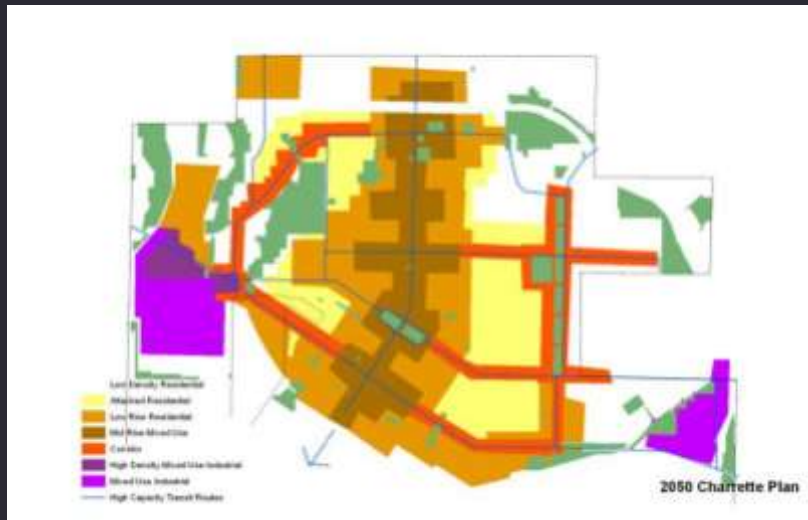 Low Density Residential
Attached Residential
Low Rise Residential
Mid Rise Mixed Use
Corridor
High Density Mixed Use Industrial
Mixed Use Industrial
High Capacity Transit Routes
2050 Charrette Plan